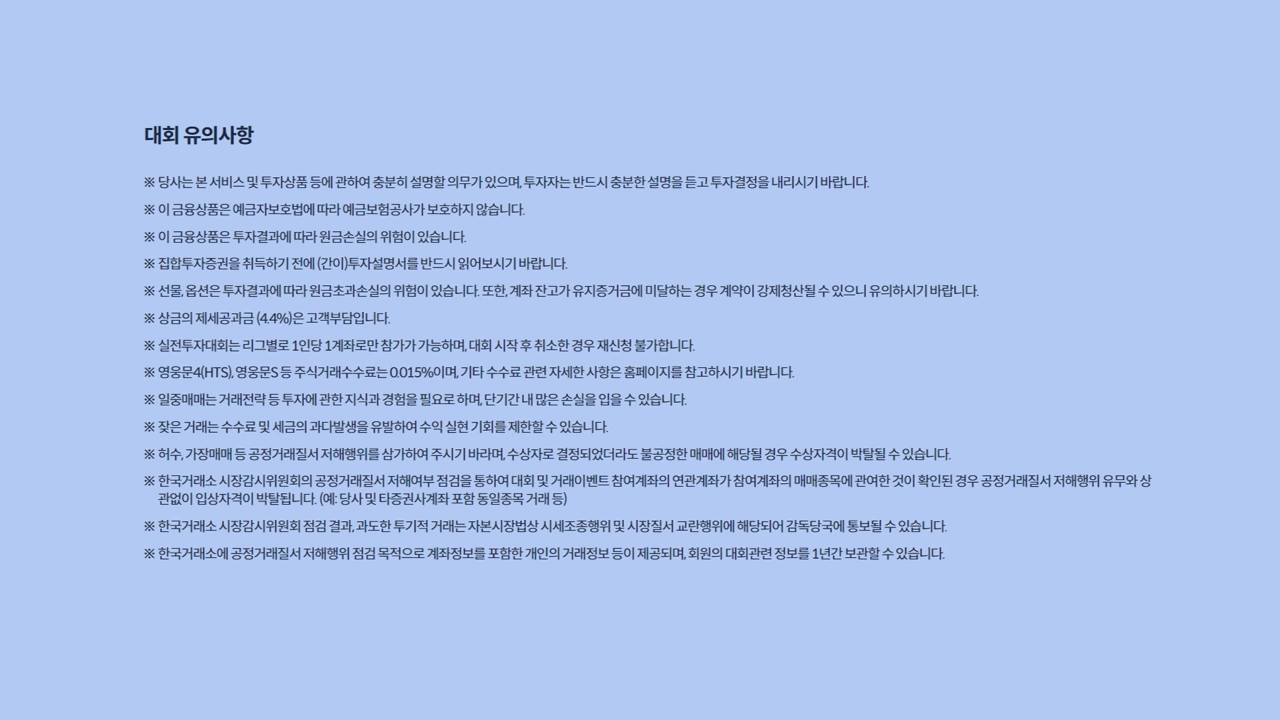 대회 유의사항
※ 당사는 본 서비스 및 투자상품 등에 관하여 충분히 설명할 의무가 있으며, 투자자는 반드시 충분한 설명을 듣고 투자결정을 내리시기 바랍니다.
※ 이 금융상품은 예금자보호법에 따라 예금보험공사가 보호하지 않습니다.
※ 이 금융상품은 투자결과에 따라 원금손실의 위험이 있습니다.
※ 집합투자증권을 취득하기 전에 (간이)투자설명서를 반드시 읽어보시기 바랍니다.
※ 선물, 옵션은 투자결과에 따라 원금초과손실의 위험이 있습니다. 또한, 계좌 잔고가 유지증거금에 미달하는 경우 계약이 강제청산될 수 있으니 유의하시기 바랍니다.
※ 상금의 제세공과금 (4.4%)은 고객부담입니다.
※ 실전투자대회는 리그별로 1인당 1계좌로만 참가가 가능하며, 대회 시작 후 취소한 경우 재신청 불가합니다.
※ 영웅문4(HTS), 영웅문S 등 주식거래수수료는 0.015%이며, 기타 수수료 관련 자세한 사항은 홈페이지를 참고하시기 바랍니다.
※ 일중매매는 거래전략 등 투자에 관한 지식과 경험을 필요로 하며, 단기간 내 많은 손실을 입을 수 있습니다.
※ 잦은 거래는 수수료 및 세금의 과다발생을 유발하여 수익 실현 기회를 제한할 수 있습니다.
※ 허수, 가장매매 등 공정거래질서 저해행위를 삼가하여 주시기 바라며, 수상자로 결정되었더라도 불공정한 매매에 해당될 경우 수상자격이 박탈될 수 있습니다.
※ 한국거래소 시장감시위원회의 공정거래질서 저해여부 점검을 통하여 대회 및 거래이벤트 참여계좌의 연관계좌가 참여계좌의 매매종목에 관여한 것이 확인된 경우 공정거래질서 저해행위 유무와 상
관없이 입상자격이 박탈됩니다. (예: 당사 및 타증권사계좌 포함 동일종목 거래 등)
※ 한국거래소 시장감시위원회 점검 결과, 과도한 투기적 거래는 자본시장법상 시세조종행위 및 시장질서 교란행위에 해당되어 감독당국에 통보될 수 있습니다.
※ 한국거래소에 공정거래질서 저해행위 점검 목적으로 계좌정보를 포함한 개인의 거래정보 등이 제공되며, 회원의 대회관련 정보를 1년간 보관할 수 있습니다.